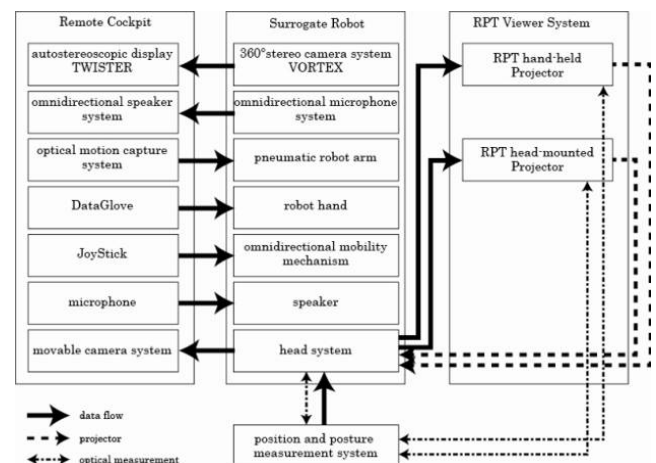 Remote Cockpit
autostereoscopic display
TWISTER
omnidirectional speaker
system
optical motion capture
system
DataGlove
JoyStick
microphone
movable camera system
Surrogate Robot
360°stereo camera system
VORTEX
omnidirectional microphone
system
pneumatic robot arm
robot hand
omnidirectional mobility
mechanism
speaker
head system
position and posture
measurement system
RPT Viewer System
RPT hand-held
Projector
RPT head-mounted
Projector
data flow
projector
optical measurement